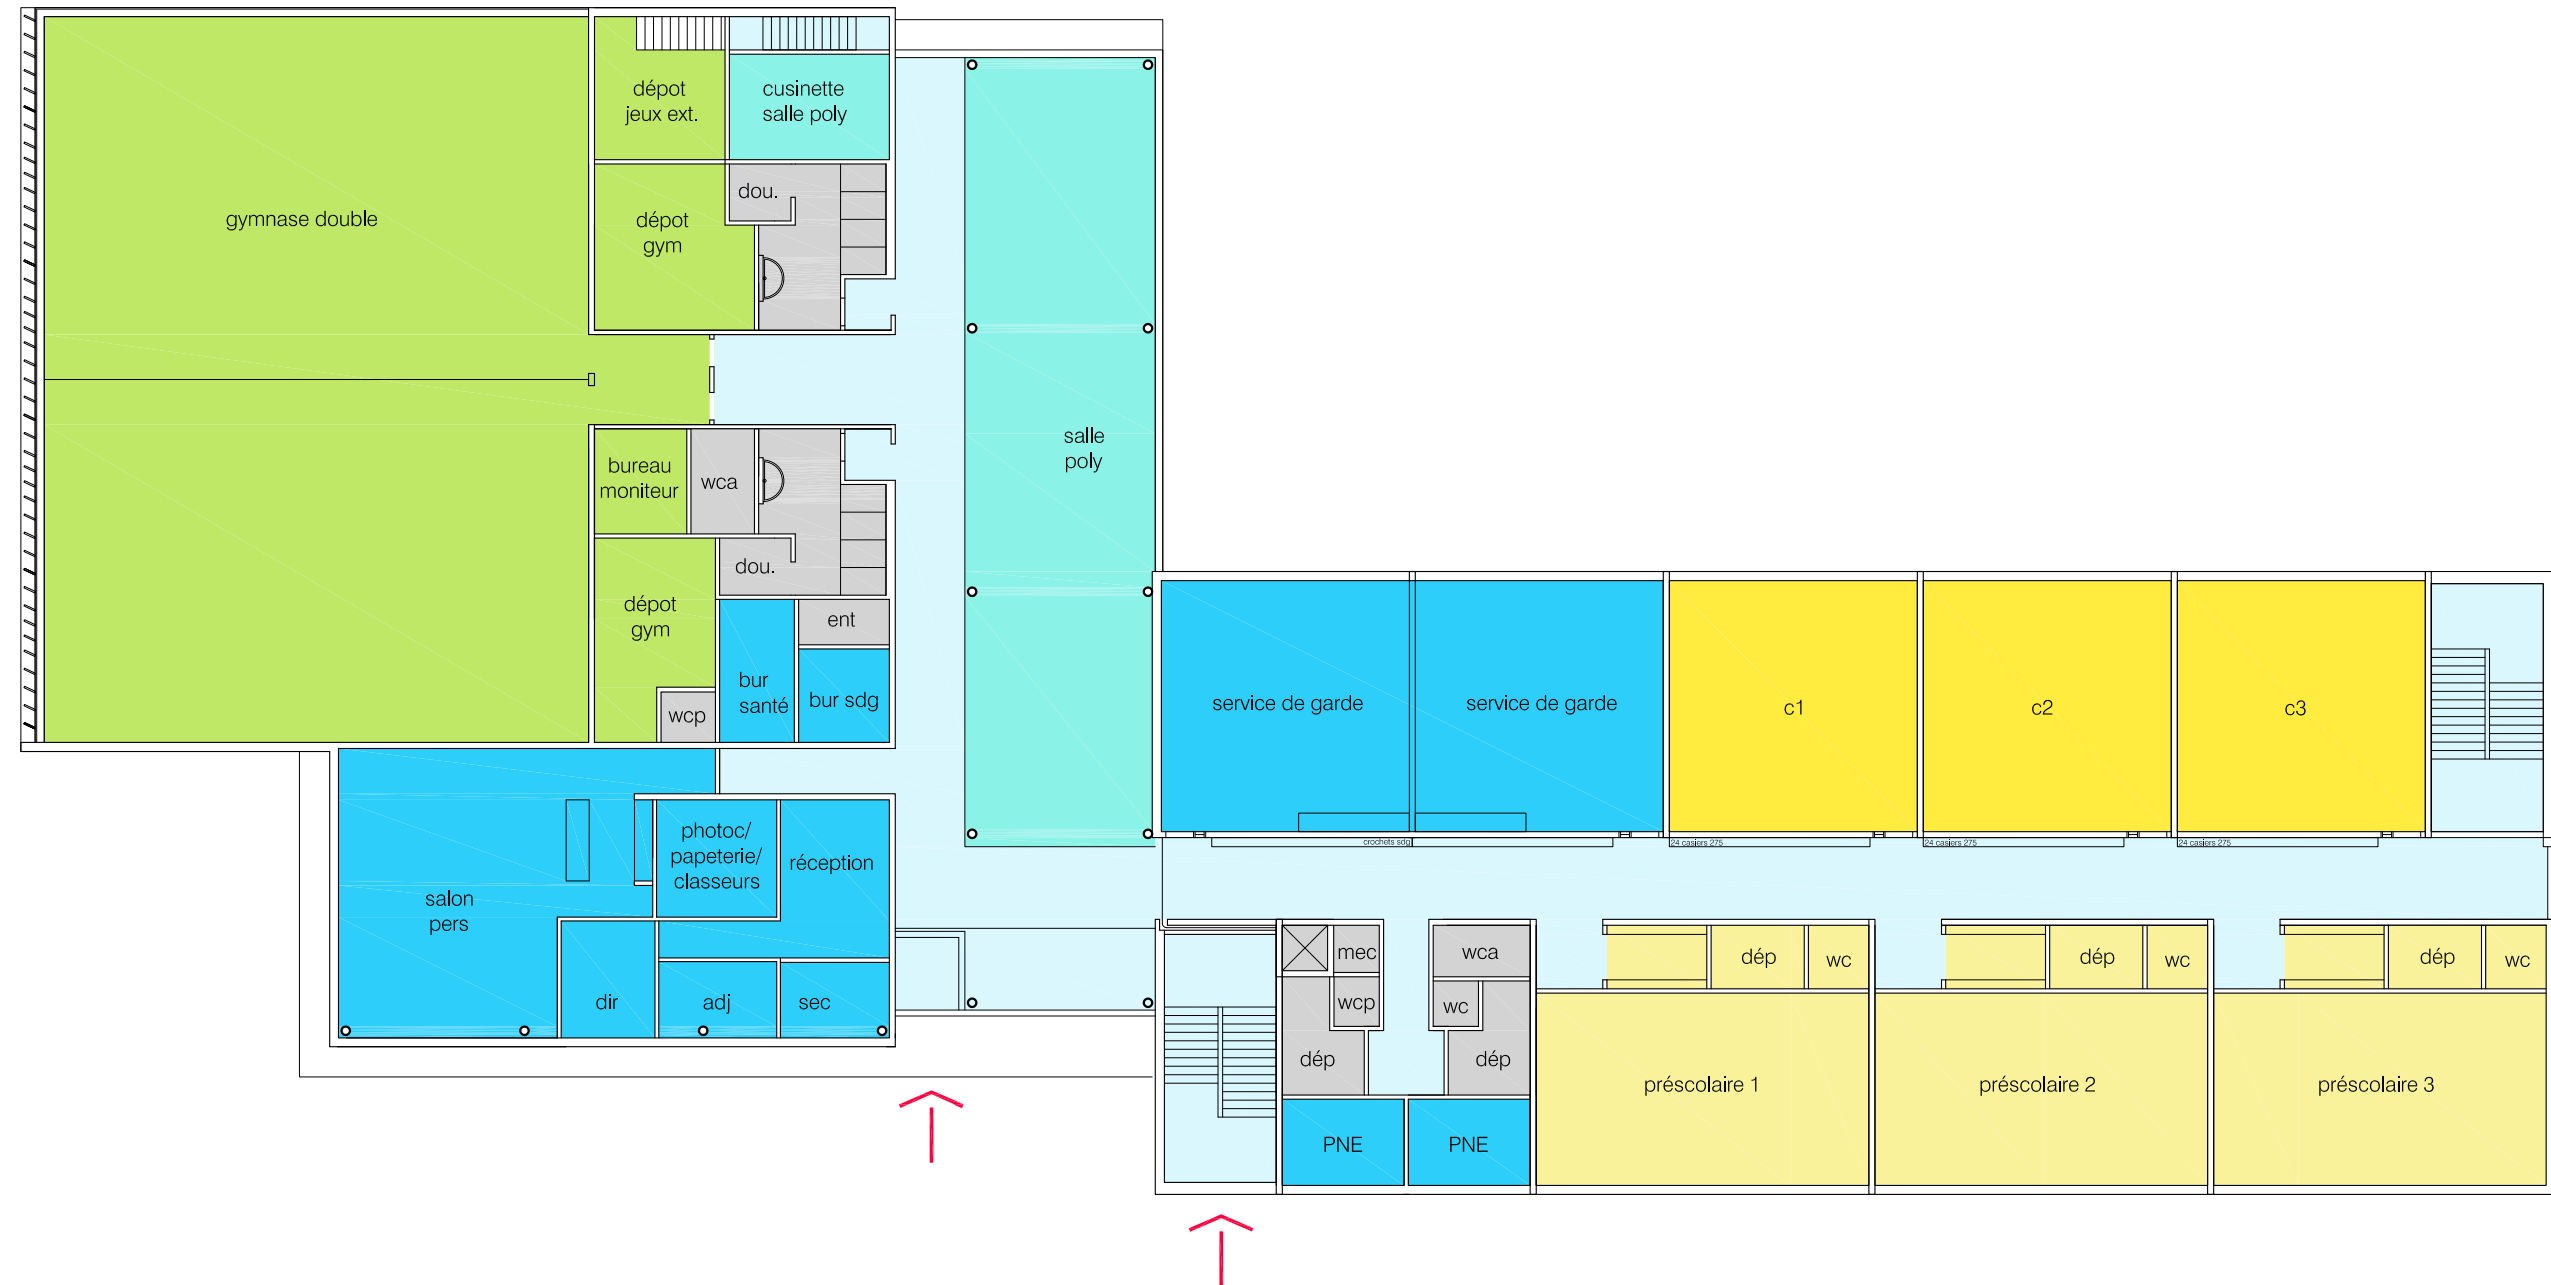 dépot
jeux ext.
cusinette
salle poly
dou.
gymnase double
dépot
gym
salle
poly
bureau
moniteur
wca
dou.
dépot
gym
ent
bur
santé
bur sdg
wcp
service de garde
service de garde
c1
c2
c3
photoc/
papeterie/
classeurs
réception
crochets sdg
24 casiers 275
24 casiers 275
24 casiers 275
salon
pers
dir
adj
sec
mec
wca
wcp
wc
dép
dép
dép
wc
dép
wc
dép
wc
préscolaire 1
préscolaire 2
préscolaire 3
PNE
PNE